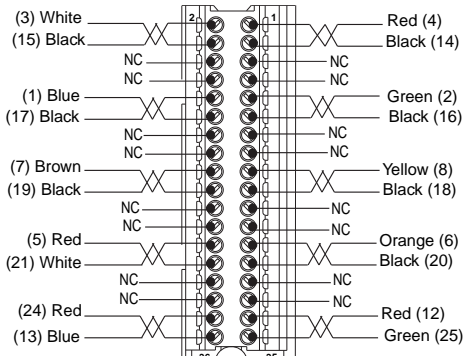 (3) White 2 1 Red (4)
(15) Black Black (14)
NC NC
NC NC
(1) Blue Green (2)
(17) Black Black (16)
NC NC
NC NC
(7) Brown Yellow (8)
(19) Black Black (18)
NC NC
NC NC
(5) Red Orange (6)
(21) White Black (20)
NC NC
NC NC
(24) Red Red (12)
(13) Blue Green (25)
26 25